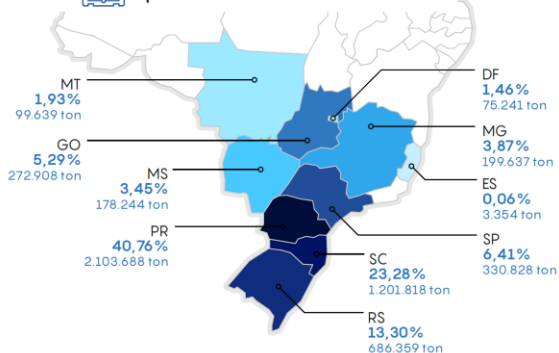 MT
1,93%
99.639 ton
GO
5,29%
272.908 ton
MS
3,45%
178.244 ton
PR
40,76%
2.103.688 ton
DF
1,46%
75.241 ton
MG
3,87%
199.637 ton
ES
0,06%
3.354 ton
SP
6,41%
330.828 ton
SC
23,28%
1.201.818 ton
RS
13,30%
686.359 ton